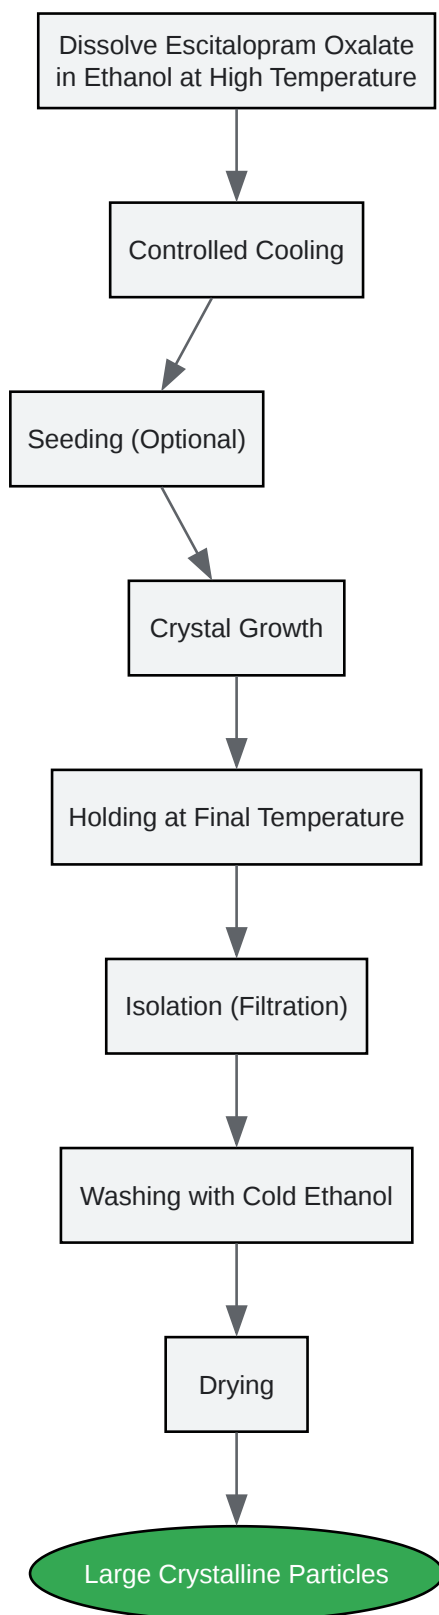 Dissolve Escitalopram Oxalate
in Ethanol at High Temperature
Controlled Cooling
Seeding (Optional)
Crystal Growth
Holding at Final Temperature
Isolation (Filtration)
Washing with Cold Ethanol
Drying
Large Crystalline Particles